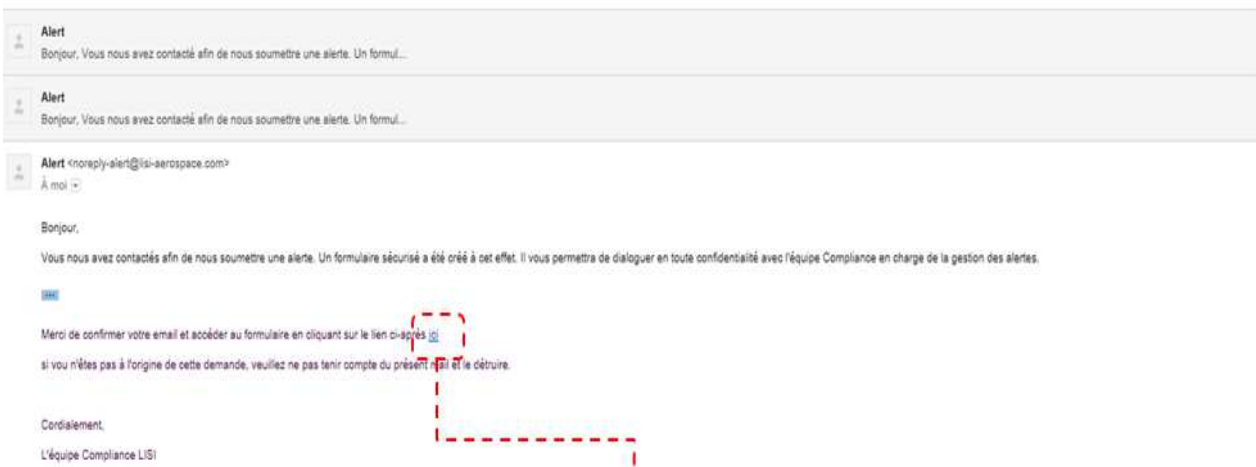 Alert
Bonjour, Vous nous avez contacté afin de nous soumettre une alerte. Un formul...
Alert
Bonjour, Vous nous avez contacté afin de nous soumettre une alerte. Un formul...
Alert <noreply-alert@lisi-aerospace.com>
À moi
Bonjour,
Vous nous avez contactés afin de nous soumettre une alerte. Un formulaire sécurisé a été créé à cet effet. Il vous permettra de dialoguer en toute confidentialité avec l'équipe Compliance en charge de la gestion des alertes.
...
Merci de confirmer votre email et accéder au formulaire en cliquant sur le lien ci-après ici
si vou n'êtes pas à l'origine de cette demande, veuillez ne pas tenir compte du présent mail et le détruire.
Cordialement,
L'équipe Compliance LISI